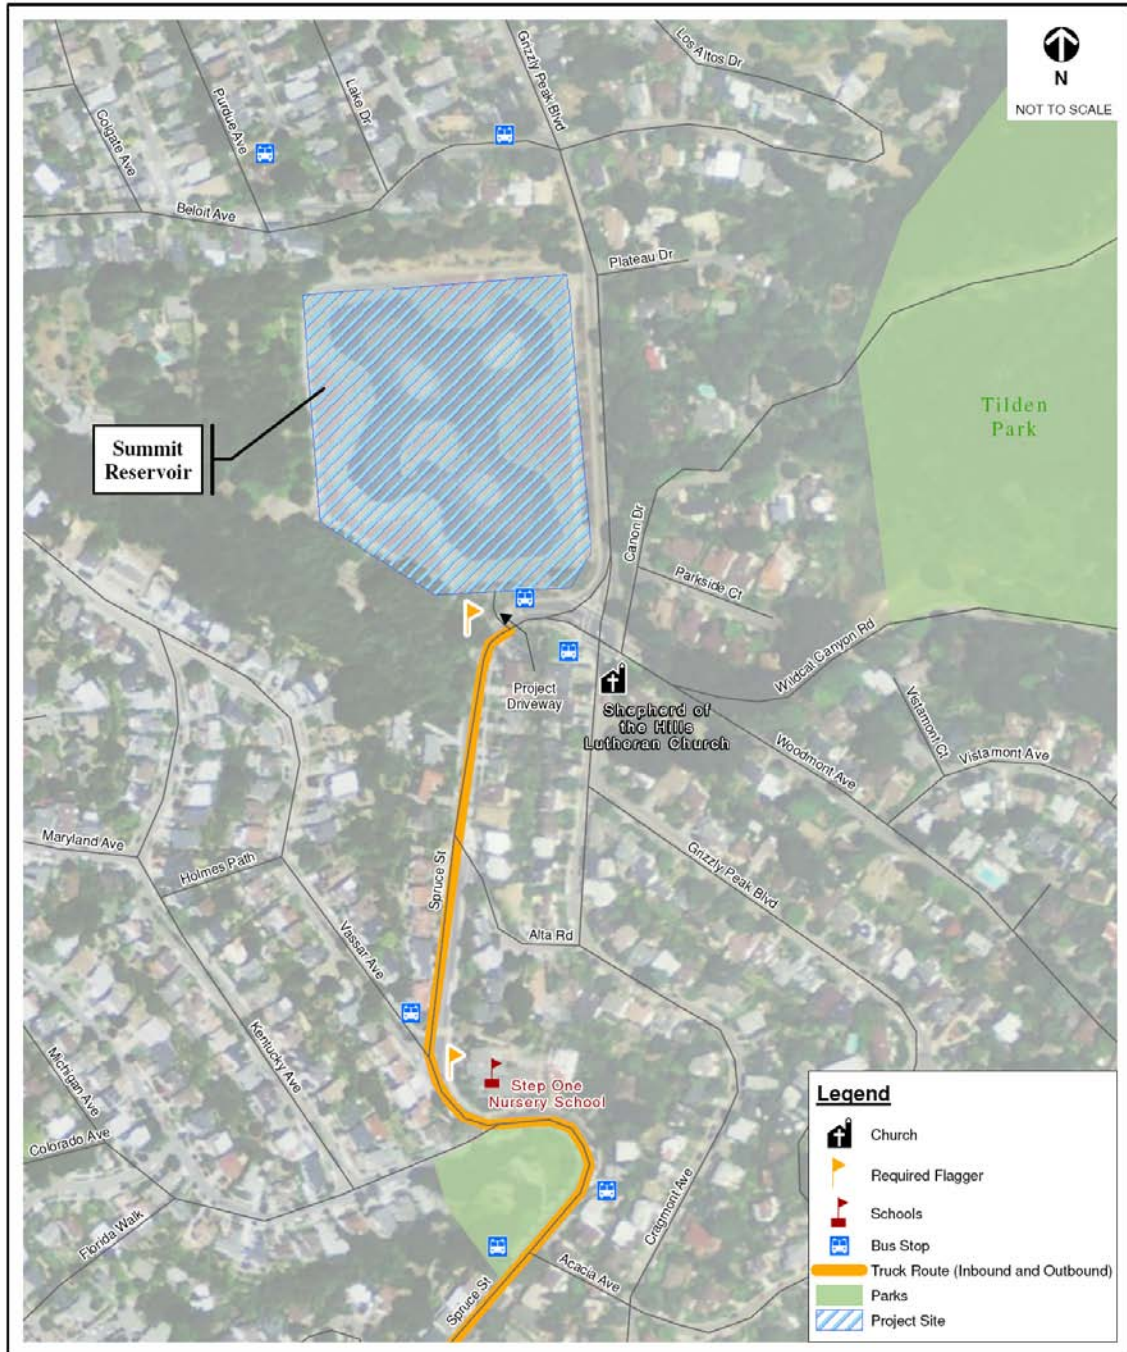 Los Altos Dr
Grizzly Peak Blvd
N
NOT TO SCALE
Colgate Ave
Purdue Ave
Lake Dr
Beloit Ave
Plateau Dr
Tilden
Park
Summit
Reservoir
Canon Dr
Parkside Ct
Wildcat Canyon Rd
Project
Driveway
Shepherd of
the Hills
Lutheran Church
Vistamont Ct
Woodmont Ave
Vistamont Ave
Maryland Ave
Holmes Path
Spruce St
Grizzly Peak Blvd
Vassar Ave
Alta Rd
Kentucky Ave
Michigan Ave
Step One
Nursery School
Colorado Ave
Florida Walk
Cragmont Ave
Acacia Ave
Spruce St
Legend
Church
Required Flagger
Schools
Bus Stop
Truck Route (Inbound and Outbound)
Parks
Project Site